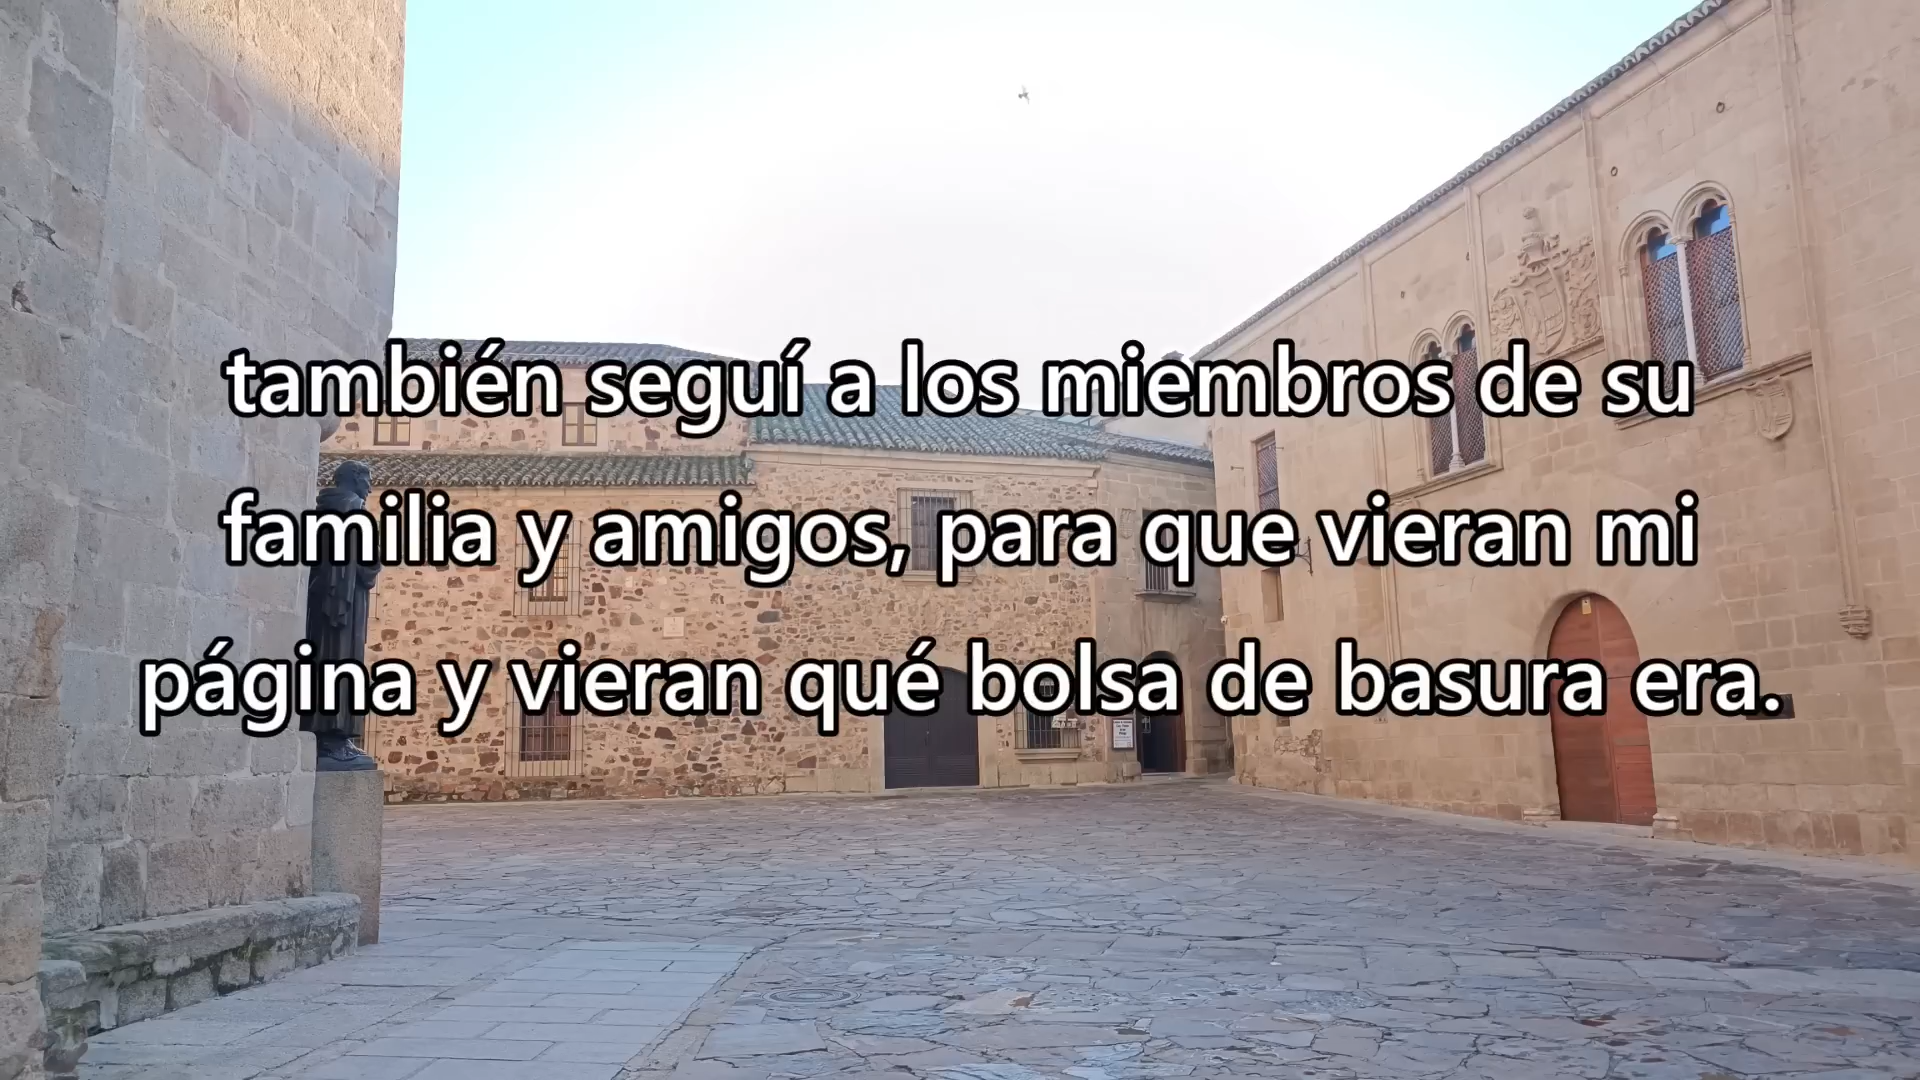 también seguí a los miembros de su
familia y amigos, para que vieran mi
página y vieran qué bolsa de basura era.